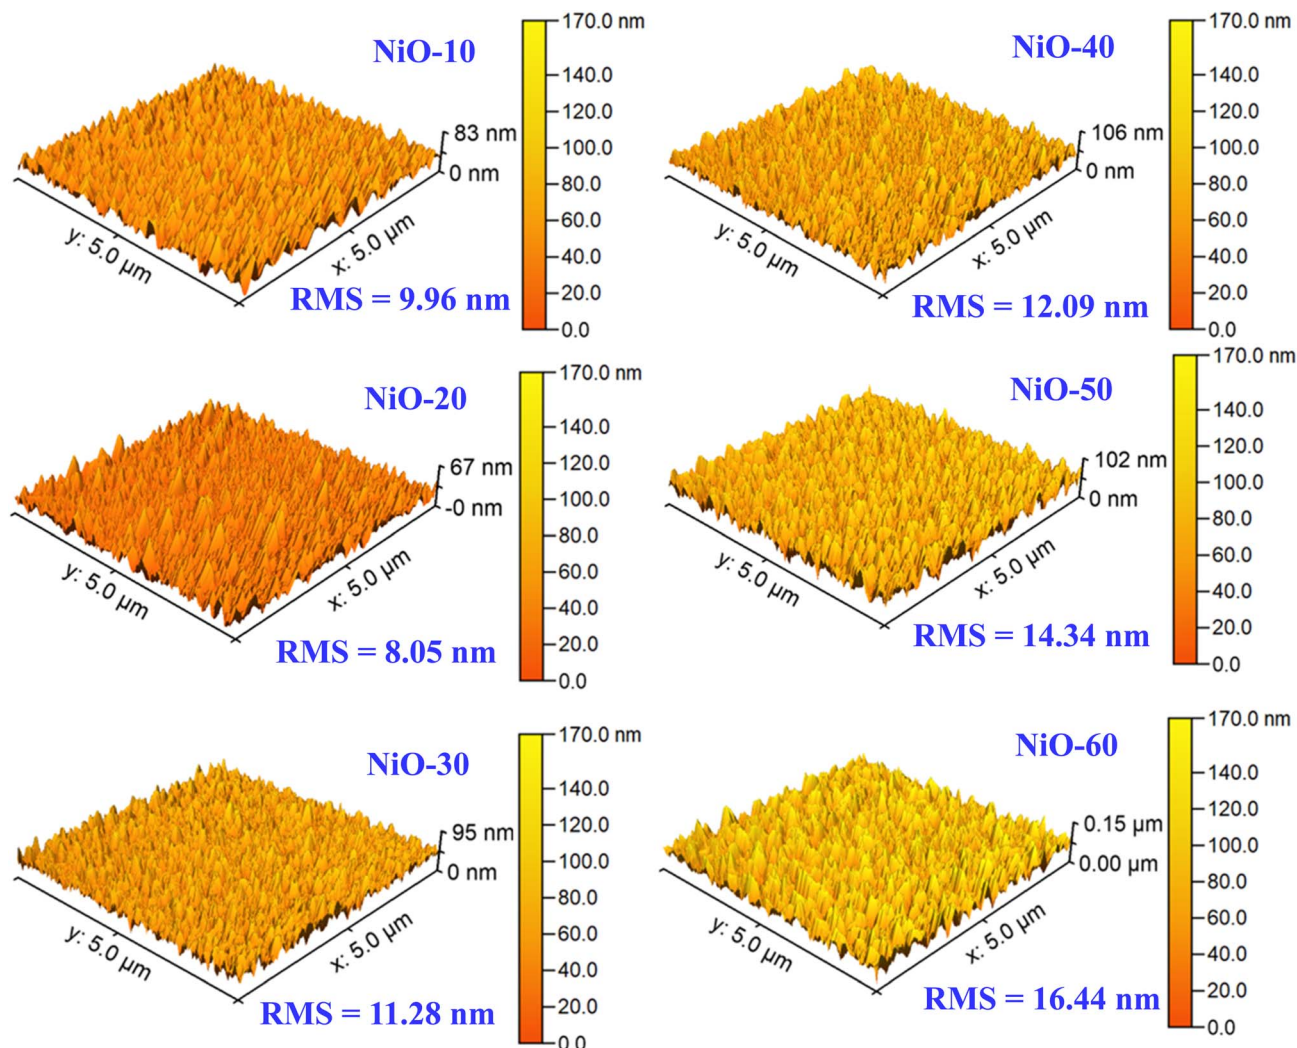 NiO-10
83 nm
0 nm
y: 5.0 µm
x: 5.0 µm
RMS = 9.96 nm
170.0 nm
140.0
120.0
100.0
80.0
60.0
40.0
20.0
0.0
NiO-40
106 nm
0 nm
y: 5.0 µm
x: 5.0 µm
RMS = 12.09 nm
170.0 nm
140.0
120.0
100.0
80.0
60.0
40.0
20.0
0.0
NiO-20
67 nm
-0 nm
y: 5.0 µm
x: 5.0 µm
RMS = 8.05 nm
170.0 nm
140.0
120.0
100.0
80.0
60.0
40.0
20.0
0.0
NiO-50
102 nm
0 nm
y: 5.0 µm
x: 5.0 µm
RMS = 14.34 nm
170.0 nm
140.0
120.0
100.0
80.0
60.0
40.0
20.0
0.0
NiO-30
95 nm
0 nm
y: 5.0 µm
x: 5.0 µm
RMS = 11.28 nm
170.0 nm
140.0
120.0
100.0
80.0
60.0
40.0
20.0
0.0
NiO-60
0.15 µm
0.00 µm
y: 5.0 µm
x: 5.0 µm
RMS = 16.44 nm
170.0 nm
140.0
120.0
100.0
80.0
60.0
40.0
20.0
0.0